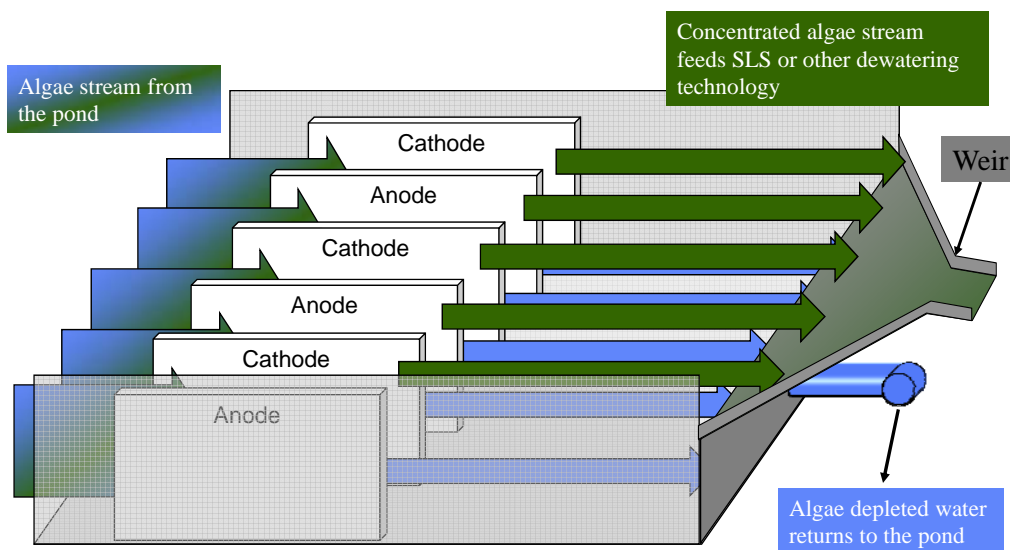 Concentrated algae stream
feeds SLS or other dewatering
technology
Algae stream from
the pond
Cathode
Weir
Anode
Cathode
Anode
Cathode
Anode
Algae depleted water
returns to the pond